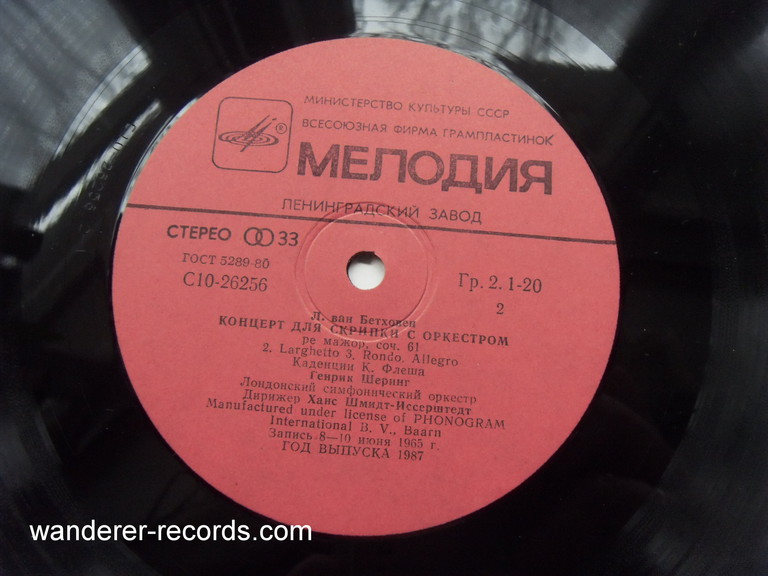 МИНИСТЕРСТВО КУЛЬТУРЫ СССР
ВСЕСОЮЗНАЯ ФИРМА ГРАМПЛАСТИНОК
МЕЛОДИЯ
ЛЕНИНГРАДСКИЙ ЗАВОД
СТЕРЕО 33
ГОСТ 5289-80
С10-26256
Гр. 2. 1-20
2
Л. ван Бетховен
КОНЦЕРТ ДЛЯ СКРИПКИ С ОРКЕСТРОМ
ре мажор, соч. 61
2. Larghetto 3. Rondo. Allegro
Каденции К. Флеша
Генрик Шеринг
Лондонский симфонический оркестр
Дирижер Ханс Шмидт-Иссерштедт
Manufactured under license of PHONOGRAM
International B. V., Baarn
Запись 8—10 июня 1965 г.
ГОД ВЫПУСКА 1987
wanderer-records.com